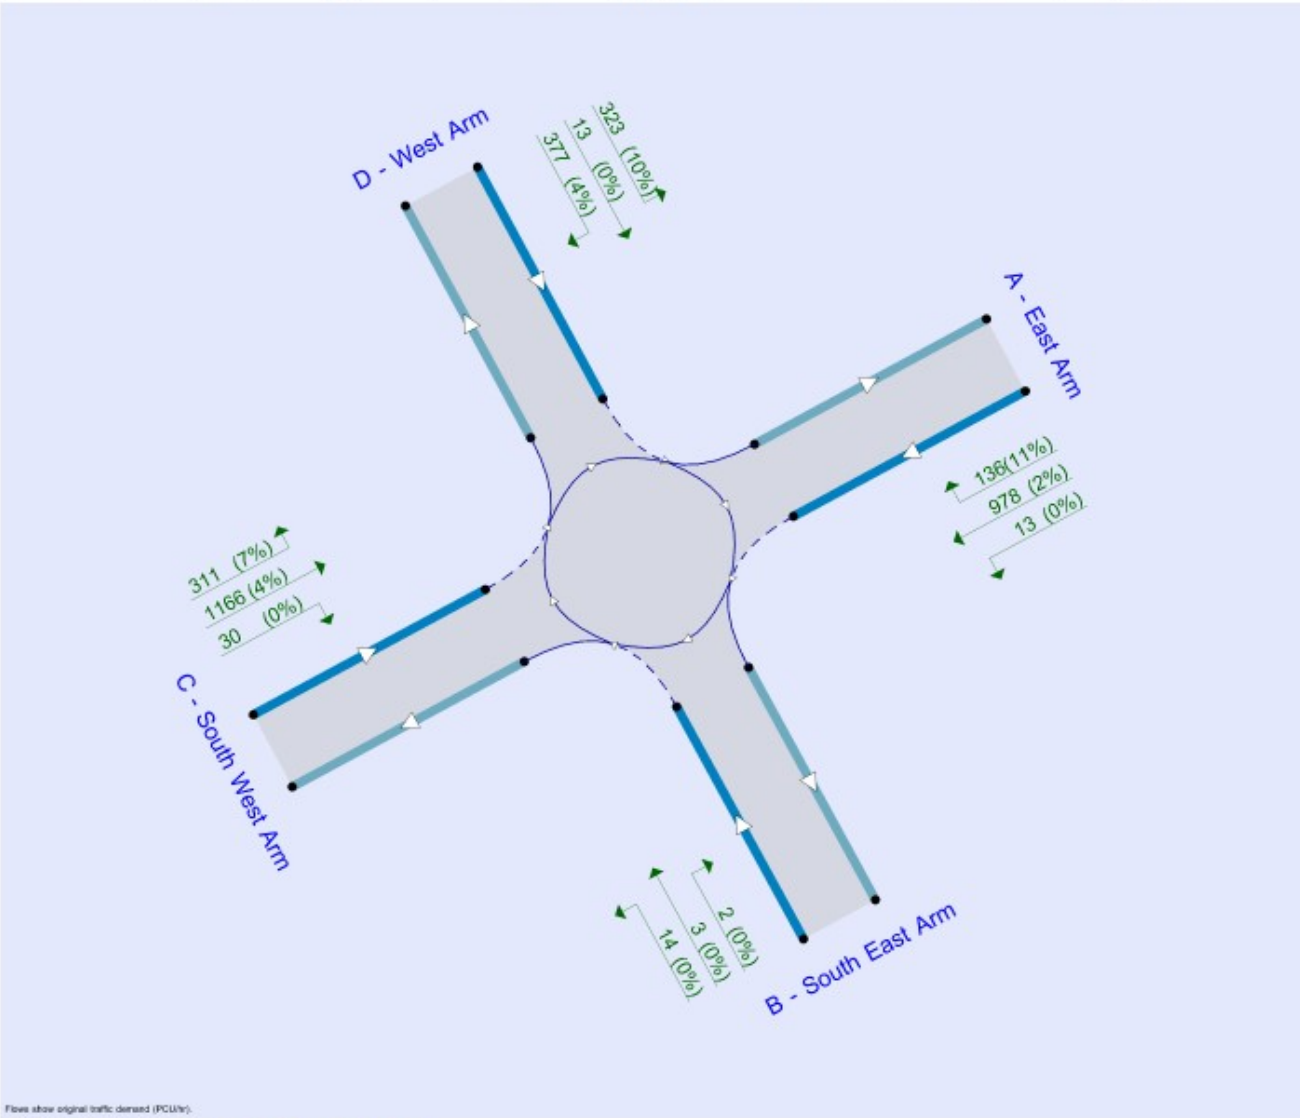 D - West Arm
323 (10%)
13 (0%)
377 (4%)
A - East Arm
136(11%)
978 (2%)
13 (0%)
311 (7%)
1166 (4%)
30 (0%)
C - South West Arm
2 (0%)
3 (0%)
14 (0%)
B - South East Arm
Flows show original traffic demand (PCU/hr).